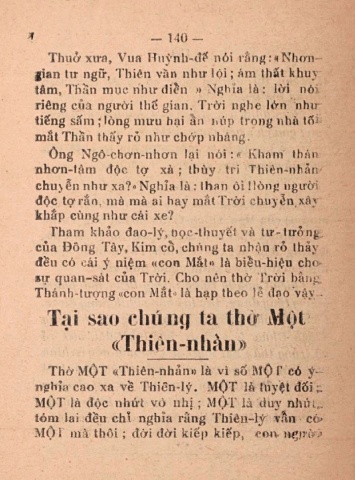 — 140 —
Thuở xưa, Vua Huỳnh-đế nói rằng: «Nhơn-
gian tư ngữ, Thiên văn như lôi; ám thất khuy
tâm, Thần mục như điển » Nghĩa là: lời nói
riêng của người thế gian. Trời nghe lớn như
tiếng sấm; lòng mưu hại ẩn núp trong nhà tối
mắt Thần thấy rõ như chớp nháng.
Ông Ngô-chơn-nhơn lại nói: « Kham thán
nhơn-tâm độc tợ xà; thùy tri Thiên-nhãn
chuyển như xa?» Nghĩa là: than ôi! lòng người
độc tợ rắn, mà mà ai hay mắt Trời chuyển xây
khắp cùng như cái xe?
Tham khảo đạo-lý, học-thuyết và tư-tưởng
của Đông Tây, Kim cổ, chúng ta nhận rõ thấy
đều có cái ý niệm «con Mắt» là biểu-hiệu cho
sự quan-sát của Trời. Cho nên thờ Trời bằng
Thánh-tượng «con Mắt» là hạp theo lẽ đạo vậy
Tại sao chúng ta thờ Một
«Thiên-nhãn»
Thờ MỘT «Thiên-nhãn» là vì số MỘT có ý
nghĩa cao xa về Thiên-lý. MỘT là tuyệt đối;
MỘT là độc nhứt vô nhị; MỘT là duy nhứt,
tóm lại đều chỉ nghĩa rằng Thiên-lý vẫn có
MỘT mà thôi; đời đời kiếp kiếp, con người